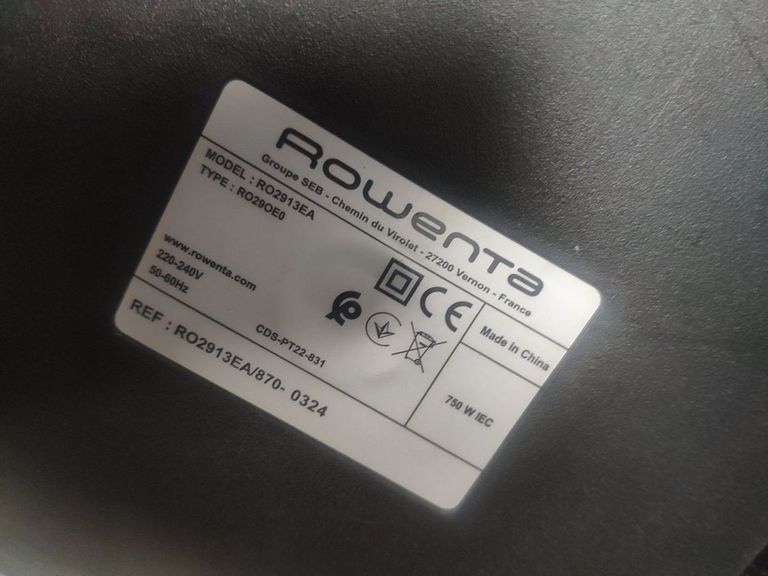 Rowenta
Groupe SEB - Chemin du Virolet - 27200 Vernon - France
MODEL : RO2913EA
TYPE : RO29OE0
www.rowenta.com
220-240V
50-60Hz
CDS-PT22-831
CE
Made in China
750 W IEC
REF : RO2913EA/870- 0324